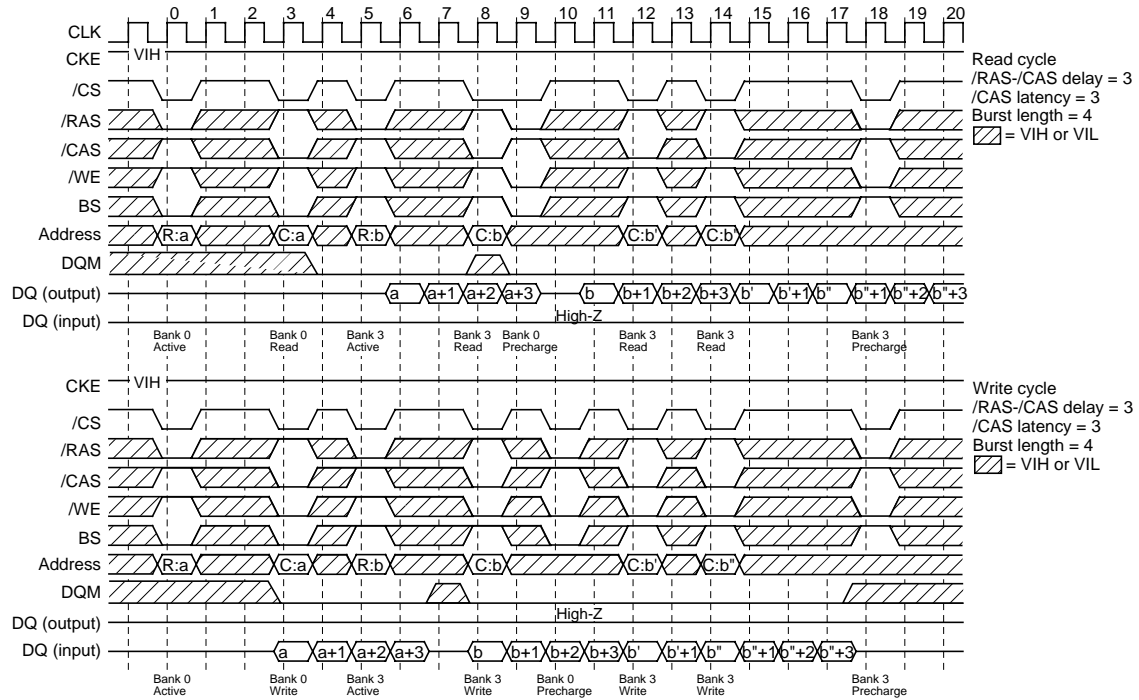 0 1 2 3 4 5 6 7 8 9 10 11 12 13 14 15 16 17 18 19 20
CLK
CKE VIH
/CS
/RAS
/CAS
/WE
BS
Address R:a C:a R:b C:b C:b' C:b"
DQM
DQ (output) a a+1 a+2 a+3 b b+1 b+2 b+3 b' b'+1 b" b"+1 b"+2 b"+3
DQ (input) High-Z
Bank 0 Active
Bank 0 Read
Bank 3 Active
Bank 3 Read
Bank 0 Precharge
Bank 3 Read
Bank 3 Read
Bank 3 Precharge
Read cycle
/RAS-/CAS delay = 3
/CAS latency = 3
Burst length = 4
= VIH or VIL
CKE VIH
/CS
/RAS
/CAS
/WE
BS
Address R:a C:a R:b C:b C:b' C:b"
DQM
DQ (output) High-Z
DQ (input) a a+1 a+2 a+3 b b+1 b+2 b+3 b' b'+1 b" b"+1 b"+2 b"+3
Bank 0 Active
Bank 0 Write
Bank 3 Active
Bank 3 Write
Bank 0 Precharge
Bank 3 Write
Bank 3 Write
Bank 3 Precharge
Write cycle
/RAS-/CAS delay = 3
/CAS latency = 3
Burst length = 4
= VIH or VIL